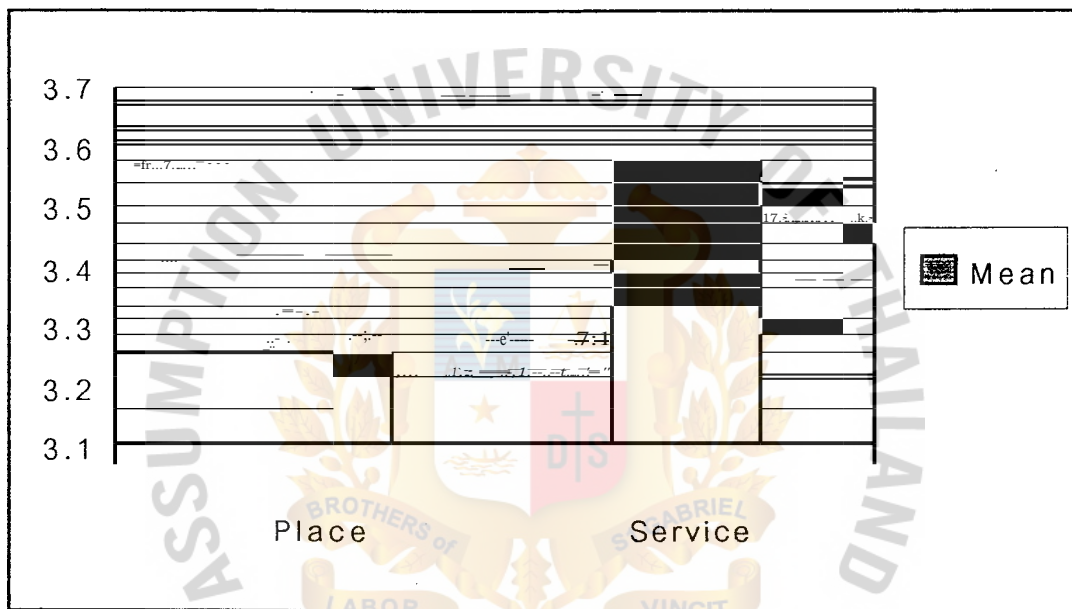 3.7
3.6
3.5
3.4
3.3
3.2
3.1
Place
Service
Mean
ASSUMPTION UNIVERSITY OF THAILAND
D S
BROTHERS of
ST GABRIEL
LABOR
VINCIT